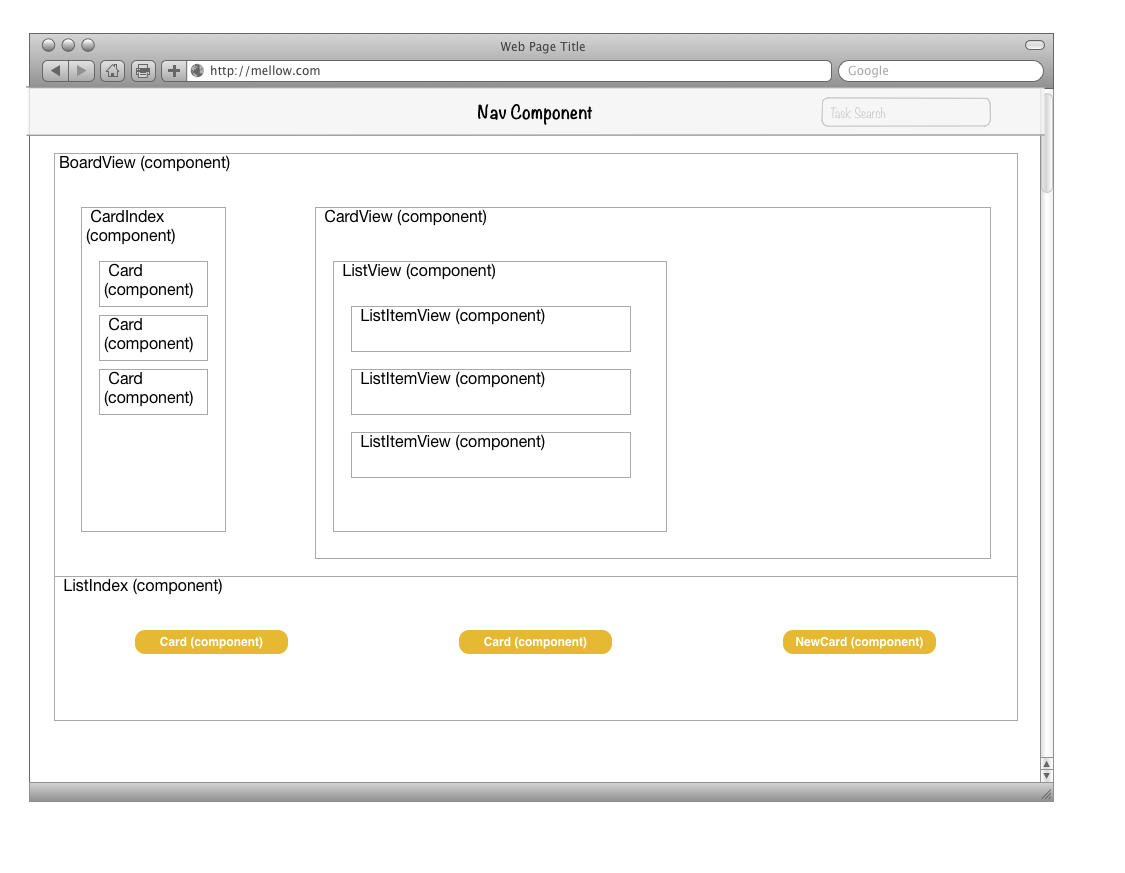 Web Page Title
http://mellow.com
Google
Nav Component
Task Search
BoardView (component)
CardIndex
(component)
Card
(component)
Card
(component)
Card
(component)
CardView (component)
ListView (component)
ListItemView (component)
ListItemView (component)
ListItemView (component)
ListIndex (component)
Card (component)
Card (component)
NewCard (component)